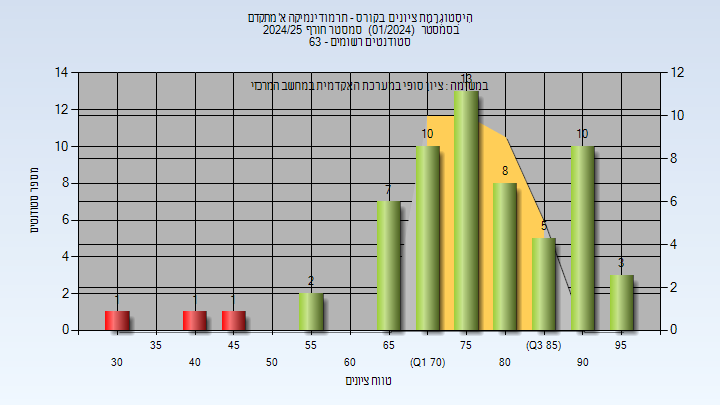 היסטוגרמת ציונים בקורס - תרמודינמיקה א' מתקדם
בסמסטר (01/2024) סמסטר חורף 2024/25
סטודנטים רשומים - 63
במשימה : ציון סופי במערכת האקדמית במחשב המרכזי
מספר סטודנטים
14 12 10 8 6 4 2 0
12 10 8 6 4 2 0
1 1 1 2 7 10 13 8 5 10 3
35 45 55 65 75 (Q3 85) 95
30 40 50 60 (Q1 70) 80 90
טווח ציונים